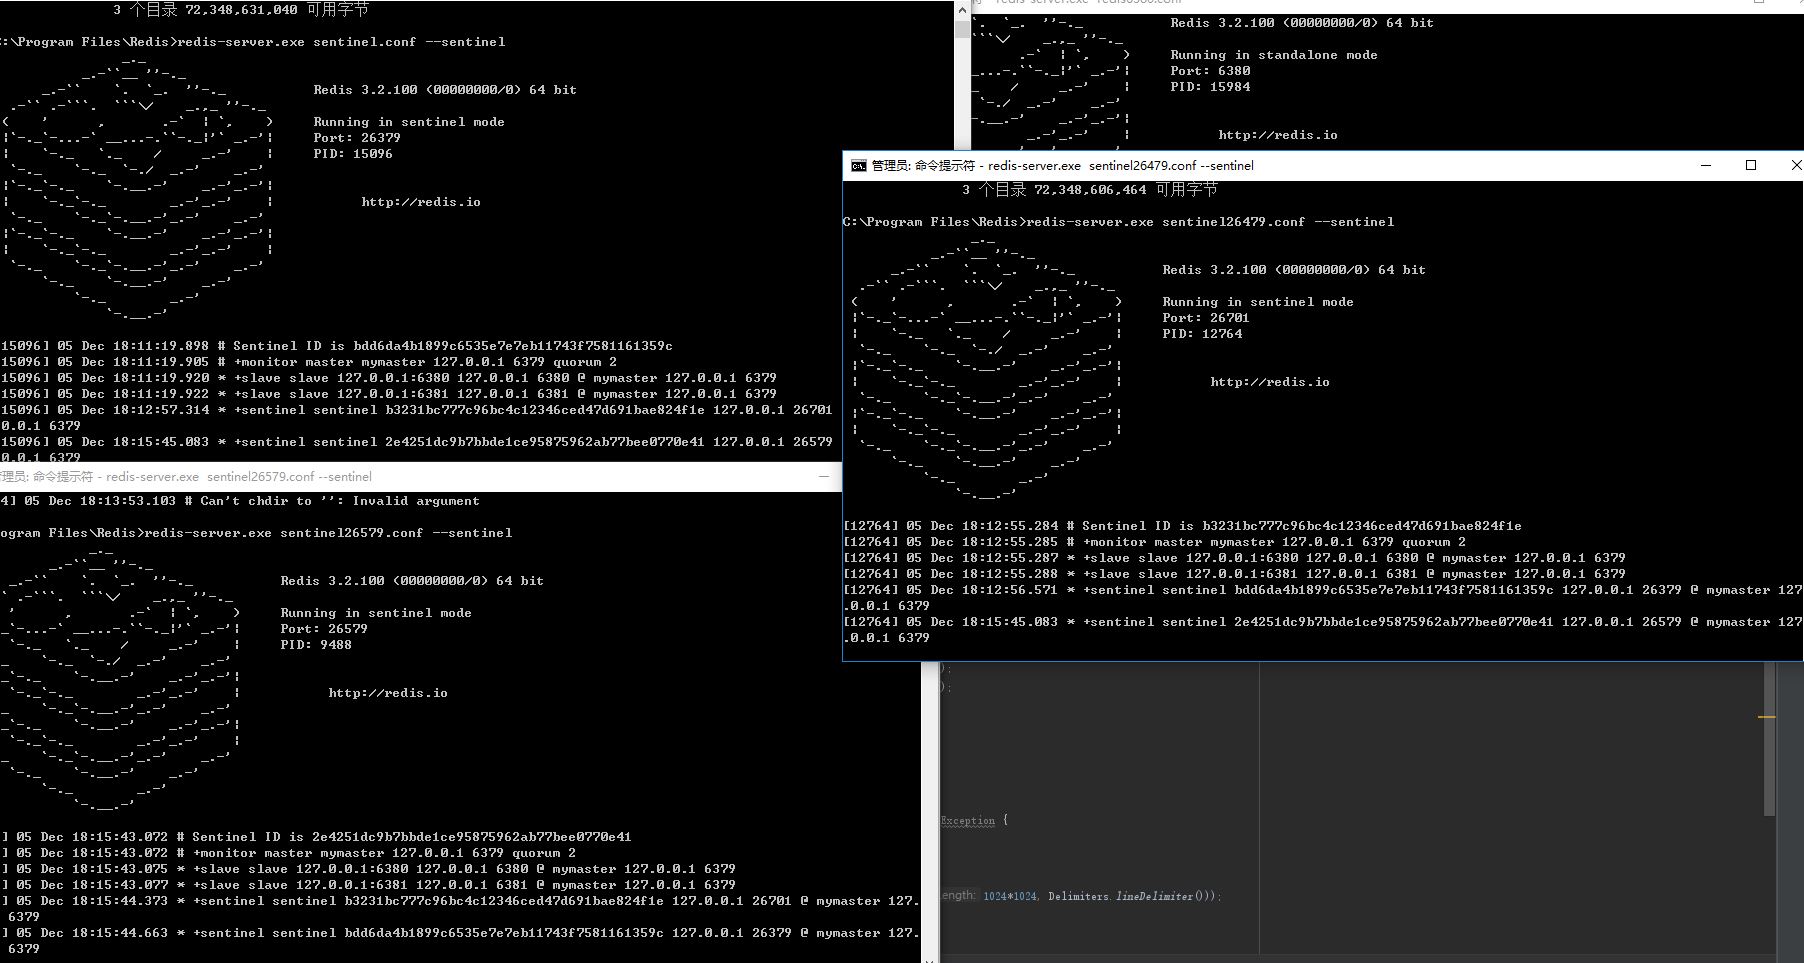 3 个目录 72,348,631,040 可用字节
:\Program Files\Redis>redis-server.exe sentinel.conf --sentinel
Redis 3.2.100 (00000000/0) 64 bit
Running in sentinel mode
Port: 26379
PID: 15096
http://redis.io
15096] 05 Dec 18:11:19.898 # Sentinel ID is bdd6da4b1899c6535e7e7eb11743f7581161359c
15096] 05 Dec 18:11:19.905 # +monitor master mymaster 127.0.0.1 6379 quorum 2
15096] 05 Dec 18:11:19.920 * +slave slave 127.0.0.1:6380 127.0.0.1 6380 @ mymaster 127.0.0.1 6379
15096] 05 Dec 18:11:19.922 * +slave slave 127.0.0.1:6381 127.0.0.1 6381 @ mymaster 127.0.0.1 6379
15096] 05 Dec 18:12:57.314 * +sentinel sentinel b3231bc777c96bc4c12346ced47d691bae824f1e 127.0.0.1 26701
0.0.1 6379
15096] 05 Dec 18:15:45.083 * +sentinel sentinel 2e4251dc9b7bbde1ce95875962ab77bee0770e41 127.0.0.1 26579
0.0.1 6379
redis-server.exe redis6380.conf
Redis 3.2.100 (00000000/0) 64 bit
Running in standalone mode
Port: 6380
PID: 15984
http://redis.io
管理员: 命令提示符 - redis-server.exe sentinel26479.conf --sentinel
3 个目录 72,348,606,464 可用字节
C:\Program Files\Redis>redis-server.exe sentinel26479.conf --sentinel
Redis 3.2.100 (00000000/0) 64 bit
Running in sentinel mode
Port: 26701
PID: 12764
http://redis.io
[12764] 05 Dec 18:12:55.284 # Sentinel ID is b3231bc777c96bc4c12346ced47d691bae824f1e
[12764] 05 Dec 18:12:55.285 # +monitor master mymaster 127.0.0.1 6379 quorum 2
[12764] 05 Dec 18:12:55.287 * +slave slave 127.0.0.1:6380 127.0.0.1 6380 @ mymaster 127.0.0.1 6379
[12764] 05 Dec 18:12:55.288 * +slave slave 127.0.0.1:6381 127.0.0.1 6381 @ mymaster 127.0.0.1 6379
[12764] 05 Dec 18:12:56.571 * +sentinel sentinel bdd6da4b1899c6535e7e7eb11743f7581161359c 127.0.0.1 26379 @ mymaster 127
.0.0.1 6379
[12764] 05 Dec 18:15:45.083 * +sentinel sentinel 2e4251dc9b7bbde1ce95875962ab77bee0770e41 127.0.0.1 26579 @ mymaster 127
.0.0.1 6379
管理员: 命令提示符 - redis-server.exe sentinel26579.conf --sentinel
4] 05 Dec 18:13:53.103 # Can't chdir to '': Invalid argument
ogram Files\Redis>redis-server.exe sentinel26579.conf --sentinel
Redis 3.2.100 (00000000/0) 64 bit
Running in sentinel mode
Port: 26579
PID: 9488
http://redis.io
] 05 Dec 18:15:43.072 # Sentinel ID is 2e4251dc9b7bbde1ce95875962ab77bee0770e41
] 05 Dec 18:15:43.072 # +monitor master mymaster 127.0.0.1 6379 quorum 2
] 05 Dec 18:15:43.075 * +slave slave 127.0.0.1:6380 127.0.0.1 6380 @ mymaster 127.0.0.1 6379
] 05 Dec 18:15:43.077 * +slave slave 127.0.0.1:6381 127.0.0.1 6381 @ mymaster 127.0.0.1 6379
] 05 Dec 18:15:44.373 * +sentinel sentinel b3231bc777c96bc4c12346ced47d691bae824f1e 127.0.0.1 26701 @ mymaster 127.
6379
] 05 Dec 18:15:44.663 * +sentinel sentinel bdd6da4b1899c6535e7e7eb11743f7581161359c 127.0.0.1 26379 @ mymaster 127.
6379
);
);
Exception {
Length: 1024*1024, Delimiters.lineDelimiter()));